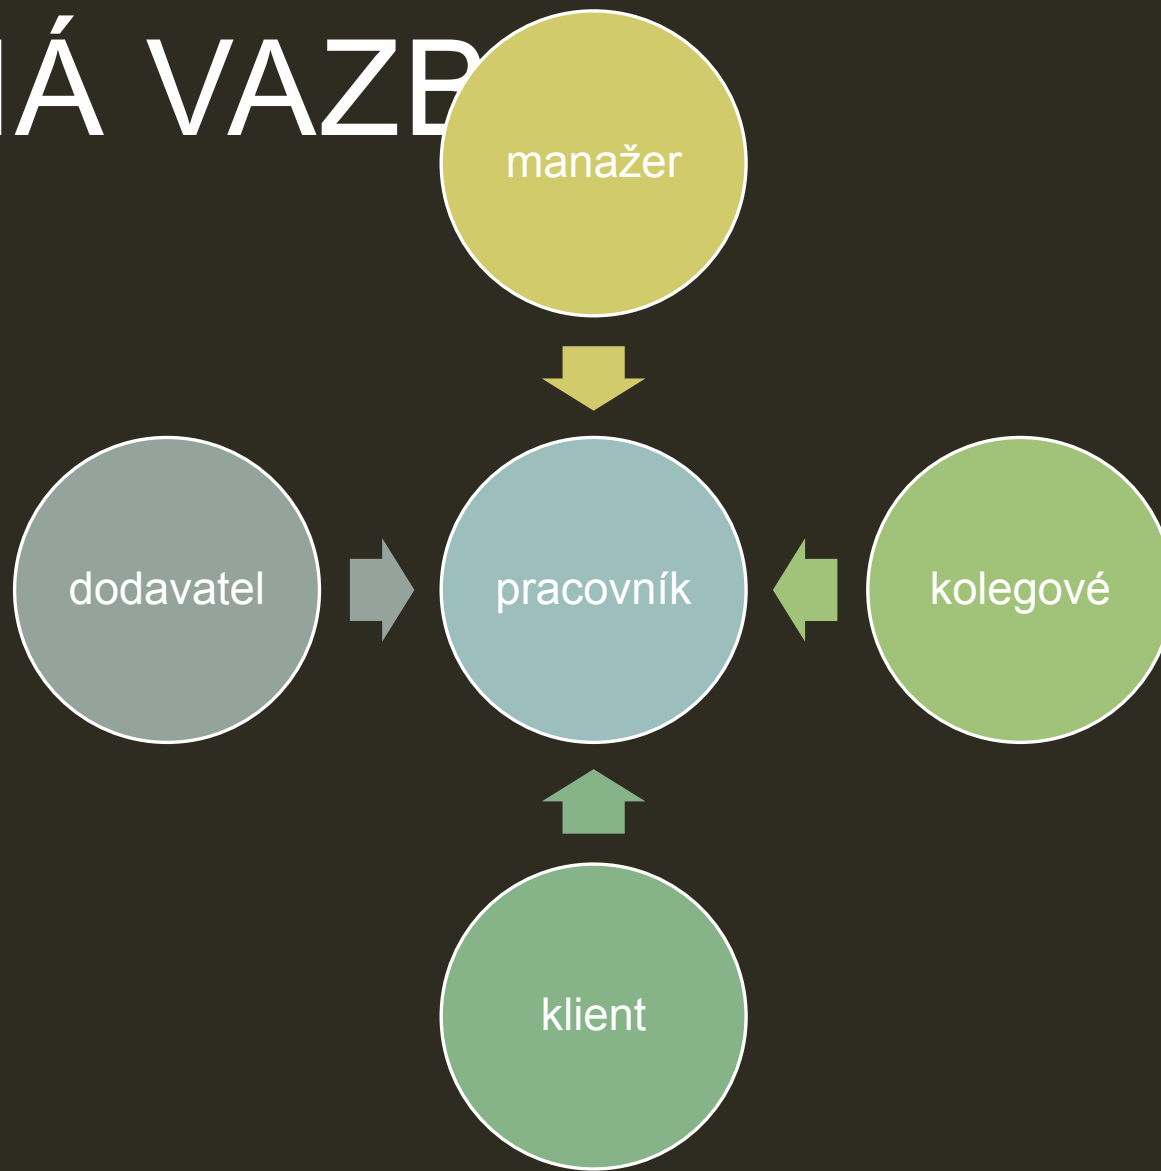 Á VAZB
manažer
dodavatel
pracovník
kolegové
klient